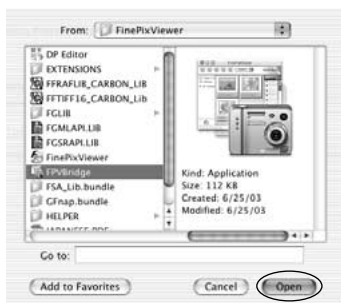 From: FinePixViewer
DP Editor
EXTENSIONS
FFRAFLIB_CARBON_LIB
FFTIFF16_CARBON_Lib
FGLIB
FGMLAPI.LIB
FGSRAPI.LIB
FinePixViewer
FPVBridge
FSA_Lib.bundle
GFnap.bundle
HELPER
Kind: Application
Size: 112 KB
Created: 6/25/03
Modified: 6/25/03
Go to:
Add to Favorites Cancel Open